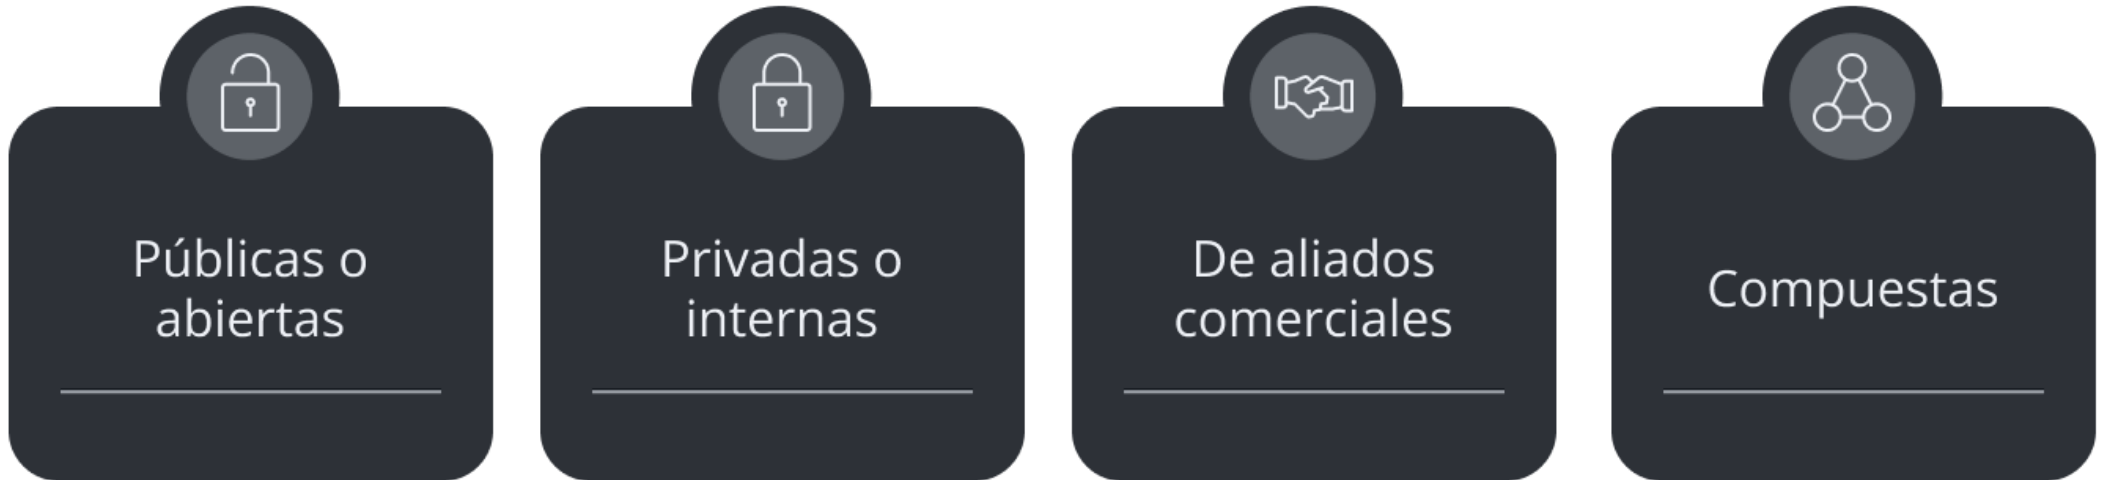 Públicas o
abiertas
Privadas o
internas
De aliados
comerciales
Compuestas